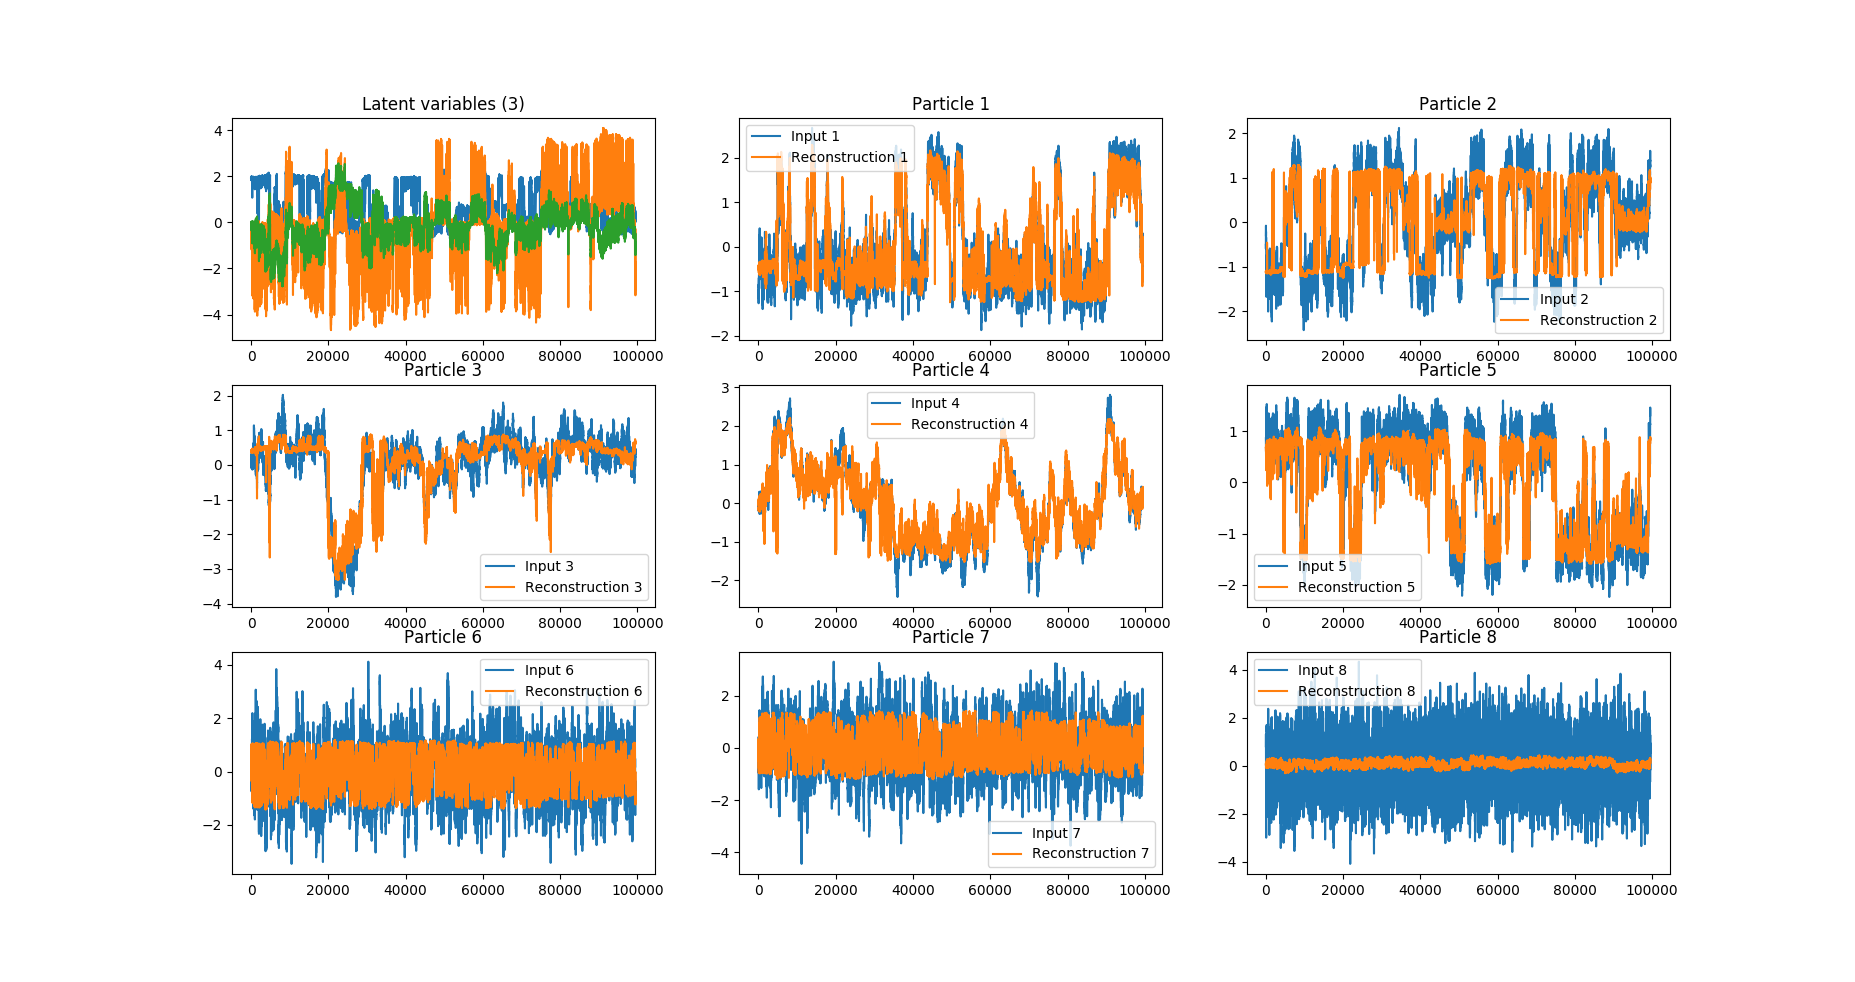 Latent variables (3)
4
2
0
−2
−4
0 20000 40000 60000 80000 100000
Particle 1
Input 1
Reconstruction 1
2
1
0
−1
−2
0 20000 40000 60000 80000 100000
Particle 2
2
1
0
−1
−2
Input 2
Reconstruction 2
0 20000 40000 60000 80000 100000
Particle 3
2
1
0
−1
−2
−3
−4
Input 3
Reconstruction 3
0 20000 40000 60000 80000 100000
Particle 4
Input 4
Reconstruction 4
3
2
1
0
−1
−2
0 20000 40000 60000 80000 100000
Particle 5
1
0
−1
−2
Input 5
Reconstruction 5
0 20000 40000 60000 80000 100000
Particle 6
Input 6
Reconstruction 6
4
2
0
−2
0 20000 40000 60000 80000 100000
Particle 7
2
0
−2
−4
Input 7
Reconstruction 7
0 20000 40000 60000 80000 100000
Particle 8
Input 8
Reconstruction 8
4
2
0
−2
−4
0 20000 40000 60000 80000 100000